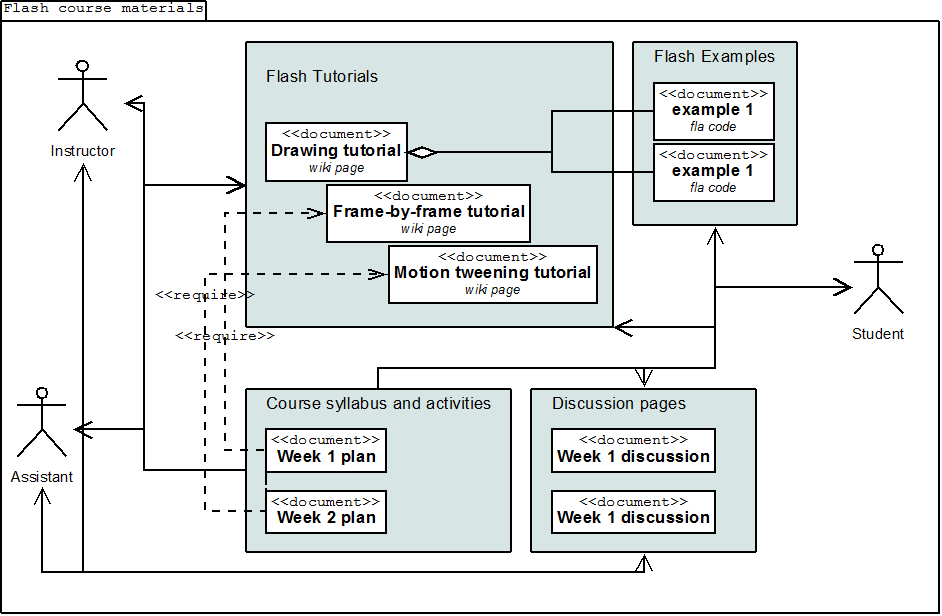 Flash course materials
Flash Tutorials
Flash Examples
<<document>>
example 1
fla code
<<document>>
example 1
fla code
Instructor
<<document>>
Drawing tutorial
wiki page
<<document>>
Frame-by-frame tutorial
wiki page
<<document>>
Motion tweening tutorial
wiki page
<<require>>
<<require>>
Student
Course syllabus and activities
<<document>>
Week 1 plan
<<document>>
Week 2 plan
Discussion pages
<<document>>
Week 1 discussion
<<document>>
Week 1 discussion
Assistant